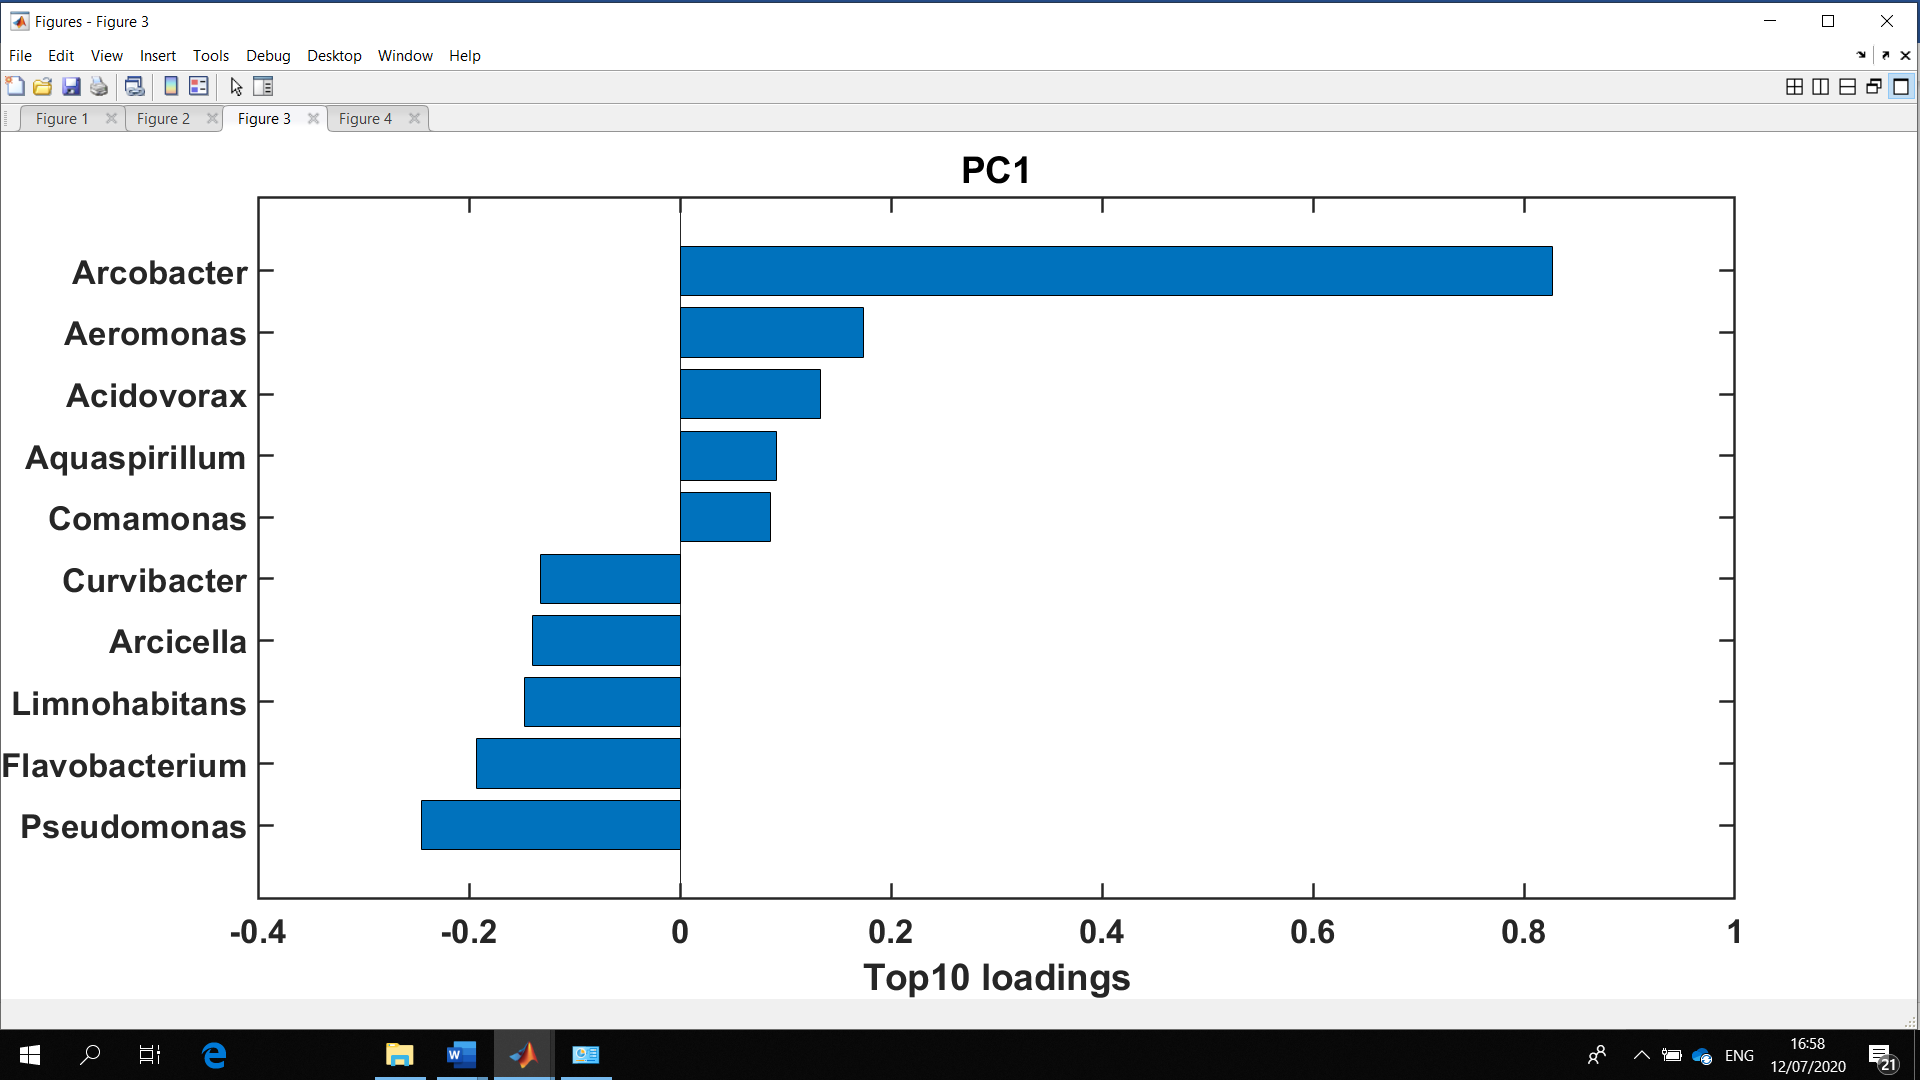 Figures - Figure 3
File Edit View Insert Tools Debug Desktop Window Help
Figure 1 Figure 2 Figure 3 Figure 4
PC1
Arcobacter
Aeromonas
Acidovorax
Aquaspirillum
Comamonas
Curvibacter
Arcicella
Limnohabitans
Flavobacterium
Pseudomonas
-0.4 -0.2 0 0.2 0.4 0.6 0.8 1
Top10 loadings
ENG
16:58
12/07/2020
21